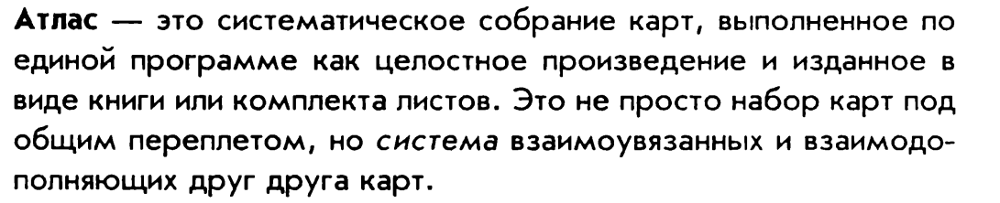 Атлас — это систематическое собрание карт, выполненное по
единой программе как целостное произведение и изданное в
виде книги или комплекта листов. Это не просто набор карт под
общим переплетом, но система взаимоувязанных и взаимодо-
полняющих друг друга карт.